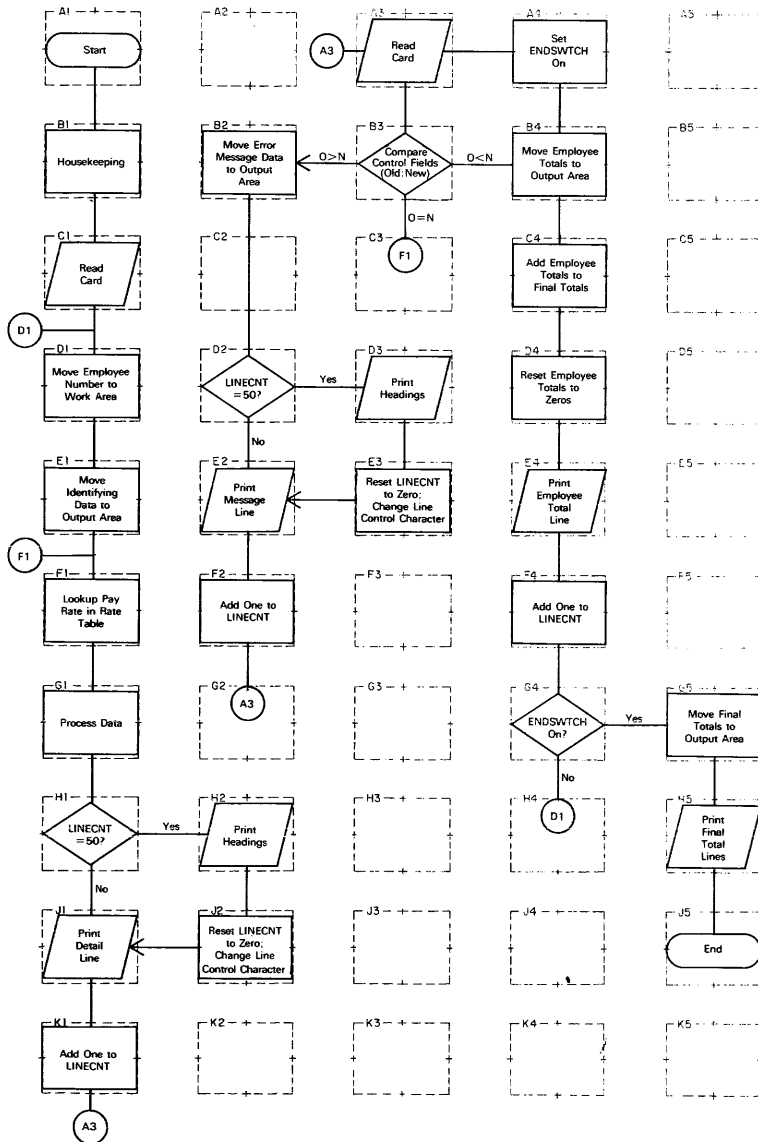 A1
Start
A2
A3
A3
Read
Card
A4
Set
ENDSWTCH
On
A5
B1
Housekeeping
B2
Move Error
Message Data
to Output
Area
O>N
B3
Compare
Control Fields
(Old:New)
O<N
O=N
B4
Move Employee
Totals to
Output Area
B5
C1
Read
Card
C2
C3
F1
C4
Add Employee
Totals to
Final Totals
C5
D1
D1
Move Employee
Number to
Work Area
D2
LINECNT
=50?
Yes
No
D3
Print
Headings
D4
Reset Employee
Totals to
Zeros
D5
E1
Move
Identifying
Data to
Output Area
E2
Print
Message
Line
E3
Reset LINECNT
to Zero;
Change Line
Control Character
E4
Print
Employee
Total
Line
E5
F1
F1
Lookup Pay
Rate in Rate
Table
F2
Add One to
LINECNT
F3
F4
Add One to
LINECNT
F5
G1
Process Data
G2
A3
G3
G4
ENDSWTCH
On?
Yes
No
G5
Move Final
Totals to
Output Area
H1
LINECNT
=50?
Yes
No
H2
Print
Headings
H3
H4
D1
H5
Print
Final
Total
Lines
J1
Print
Detail
Line
J2
Reset LINECNT
to Zero;
Change Line
Control Character
J3
J4
J5
End
K1
Add One to
LINECNT
K2
K3
K4
K5
A3